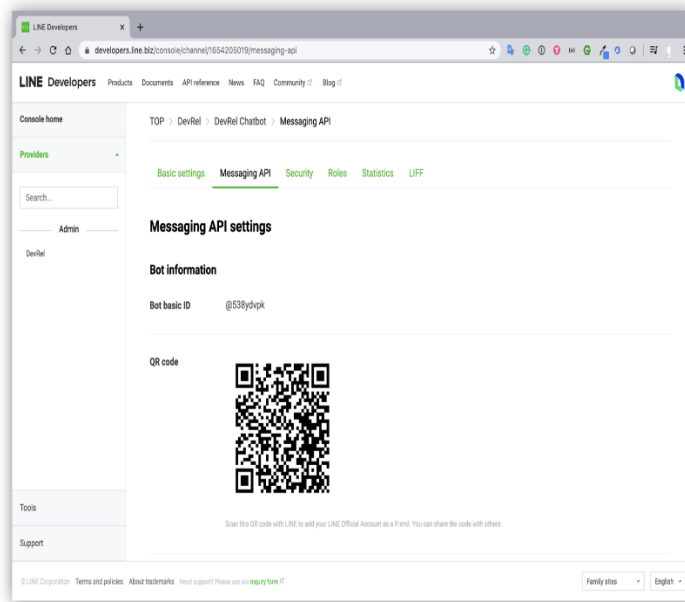 LINE Developers
developers.line.biz/console/channel/1654205019/messaging-api
LINE Developers Products Documents API reference News FAQ Community Blog
Console home
Providers
Search...
Admin
DevRel
Tools
Support
TOP > DevRel > DevRel Chatbot > Messaging API
Basic settings Messaging API Security Roles Statistics LIFF
Messaging API settings
Bot information
Bot basic ID @538ydvpk
QR code
Scan this QR code with LINE to add your LINE Official Account as a friend. You can share the code with others.
© LINE Corporation Terms and policies About trademarks Need support? Please use our inquiry form
Family sites English